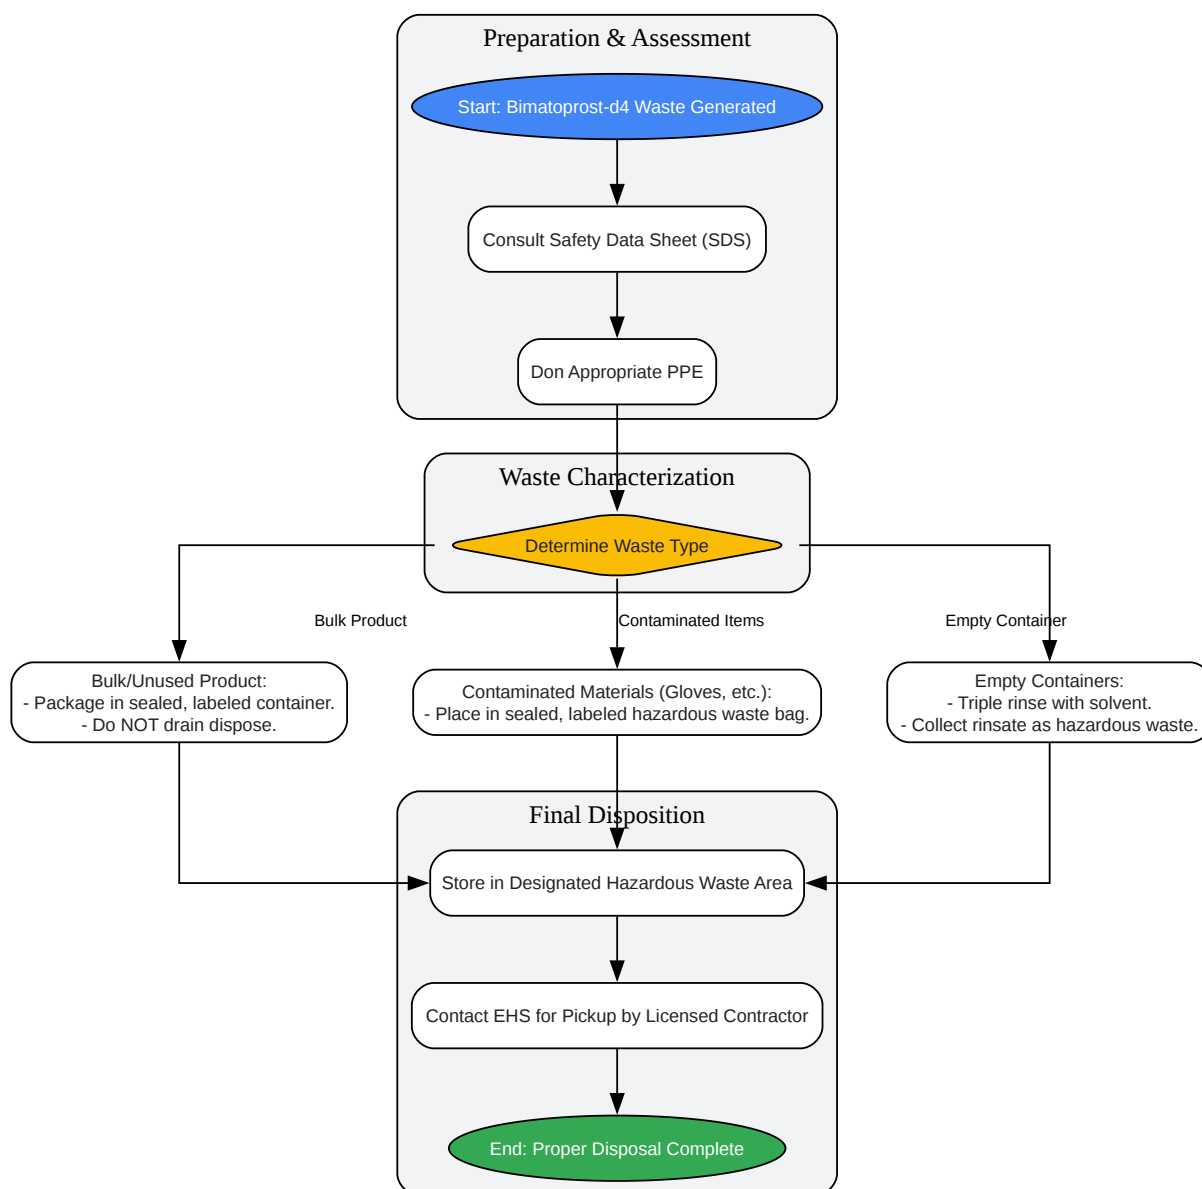 Preparation & Assessment
Start: Bimatoprost-d4 Waste Generated
Consult Safety Data Sheet (SDS)
Don Appropriate PPE
Waste Characterization
Determine Waste Type
Bulk Product
Contaminated Items
Empty Container
Bulk/Unused Product:
- Package in sealed, labeled container.
- Do NOT drain dispose.
Contaminated Materials (Gloves, etc.):
- Place in sealed, labeled hazardous waste bag.
Empty Containers:
- Triple rinse with solvent.
- Collect rinsate as hazardous waste.
Final Disposition
Store in Designated Hazardous Waste Area
Contact EHS for Pickup by Licensed Contractor
End: Proper Disposal Complete